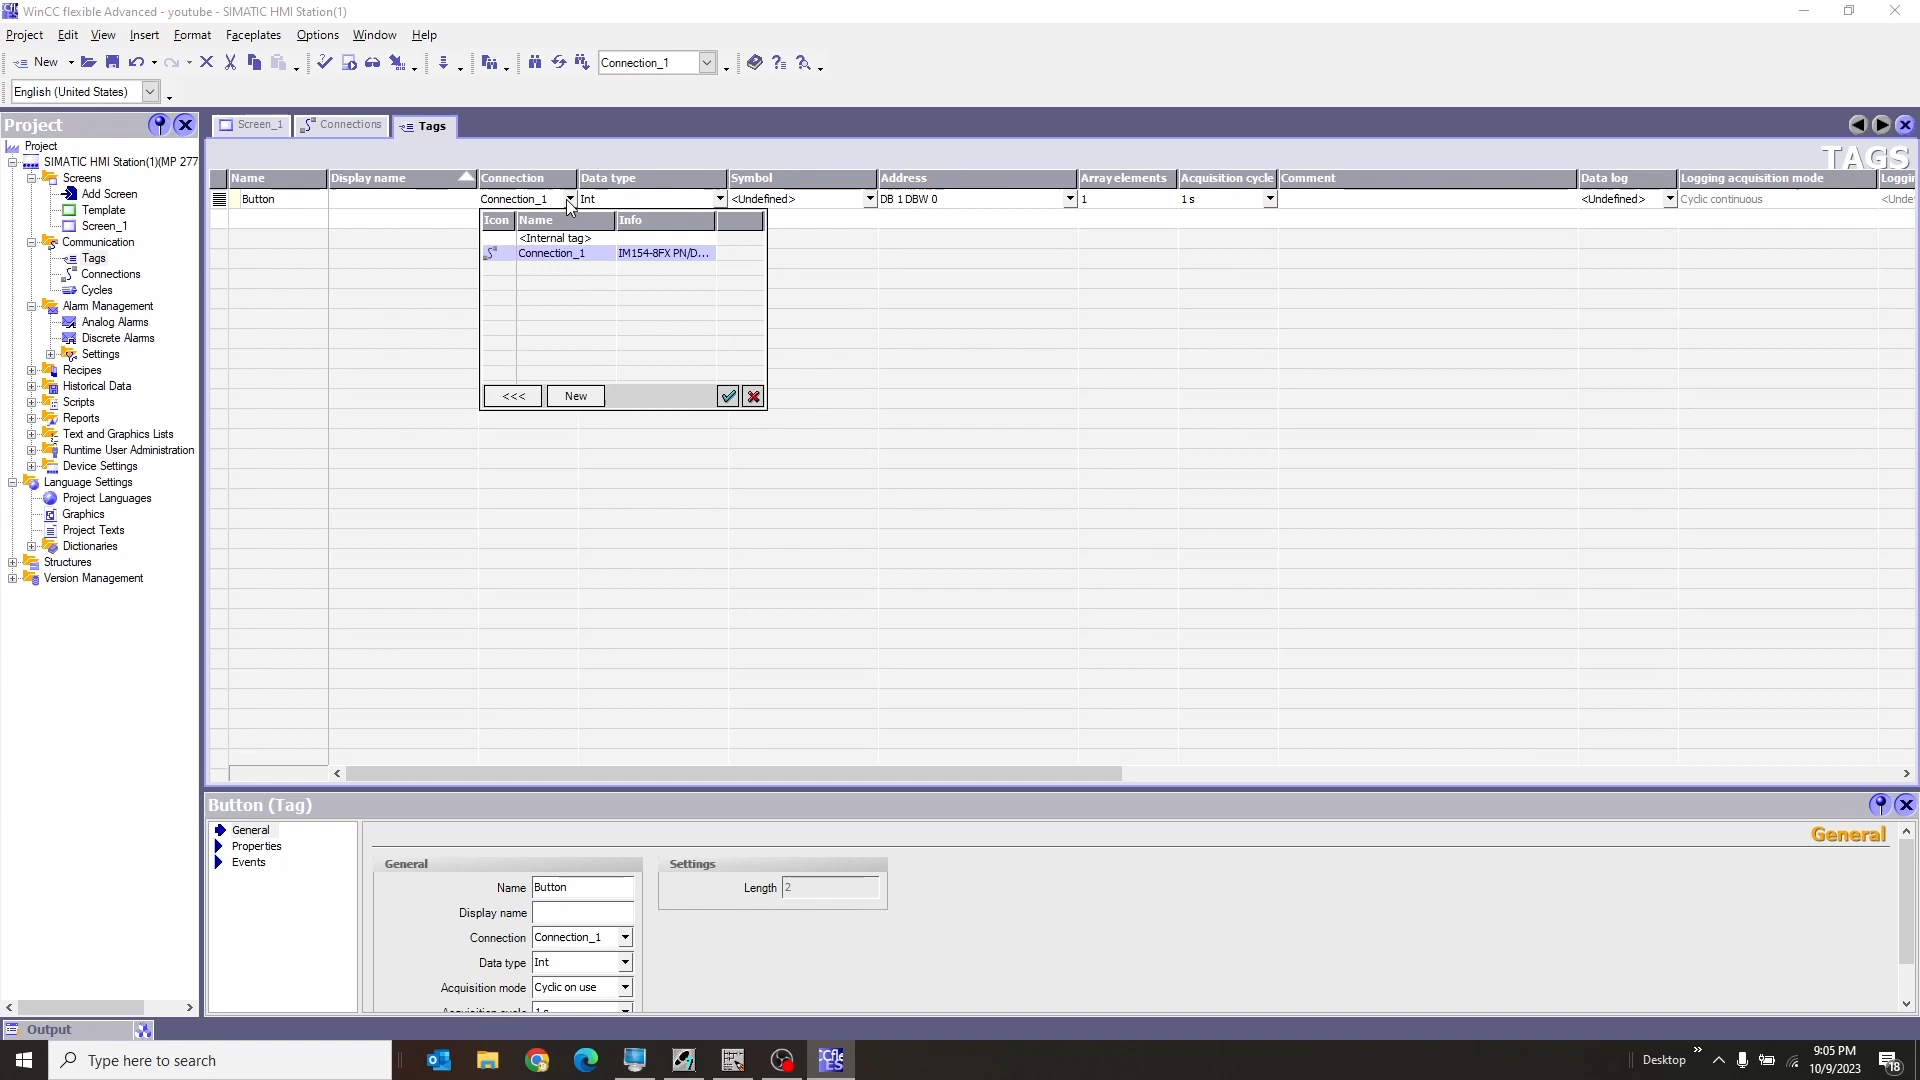 WinCC flexible Advanced - youtube - SIMATIC HMI Station(1)
Project Edit View Insert Format Faceplates Options Window Help
New Connection_1
English (United States)
Project
Screen_1 Connections Tags
TAGS
Project
SIMATIC HMI Station(1)(MP 277
Screens
Add Screen
Template
Screen_1
Communication
Tags
Connections
Cycles
Alarm Management
Analog Alarms
Discrete Alarms
Settings
Recipes
Historical Data
Scripts
Reports
Text and Graphics Lists
Runtime User Administration
Device Settings
Language Settings
Project Languages
Graphics
Project Texts
Dictionaries
Structures
Version Management
Name Display name Connection Data type Symbol Address Array elements Acquisition cycle Comment Data log Logging acquisition mode Loggin
Button Connection_1 Int <Undefined> DB 1 DBW 0 1 1 s <Undefined> Cyclic continuous <Unde
Icon Name Info
<Internal tag>
Connection_1 IM154-8FX PN/D...
<<< New
Button (Tag)
General
Properties
Events
General
General
Name Button
Display name
Connection Connection_1
Data type Int
Acquisition mode Cyclic on use
Acquisition cycle 1 s
Settings
Length 2
Output
Type here to search
Desktop
9:05 PM
10/9/2023
18